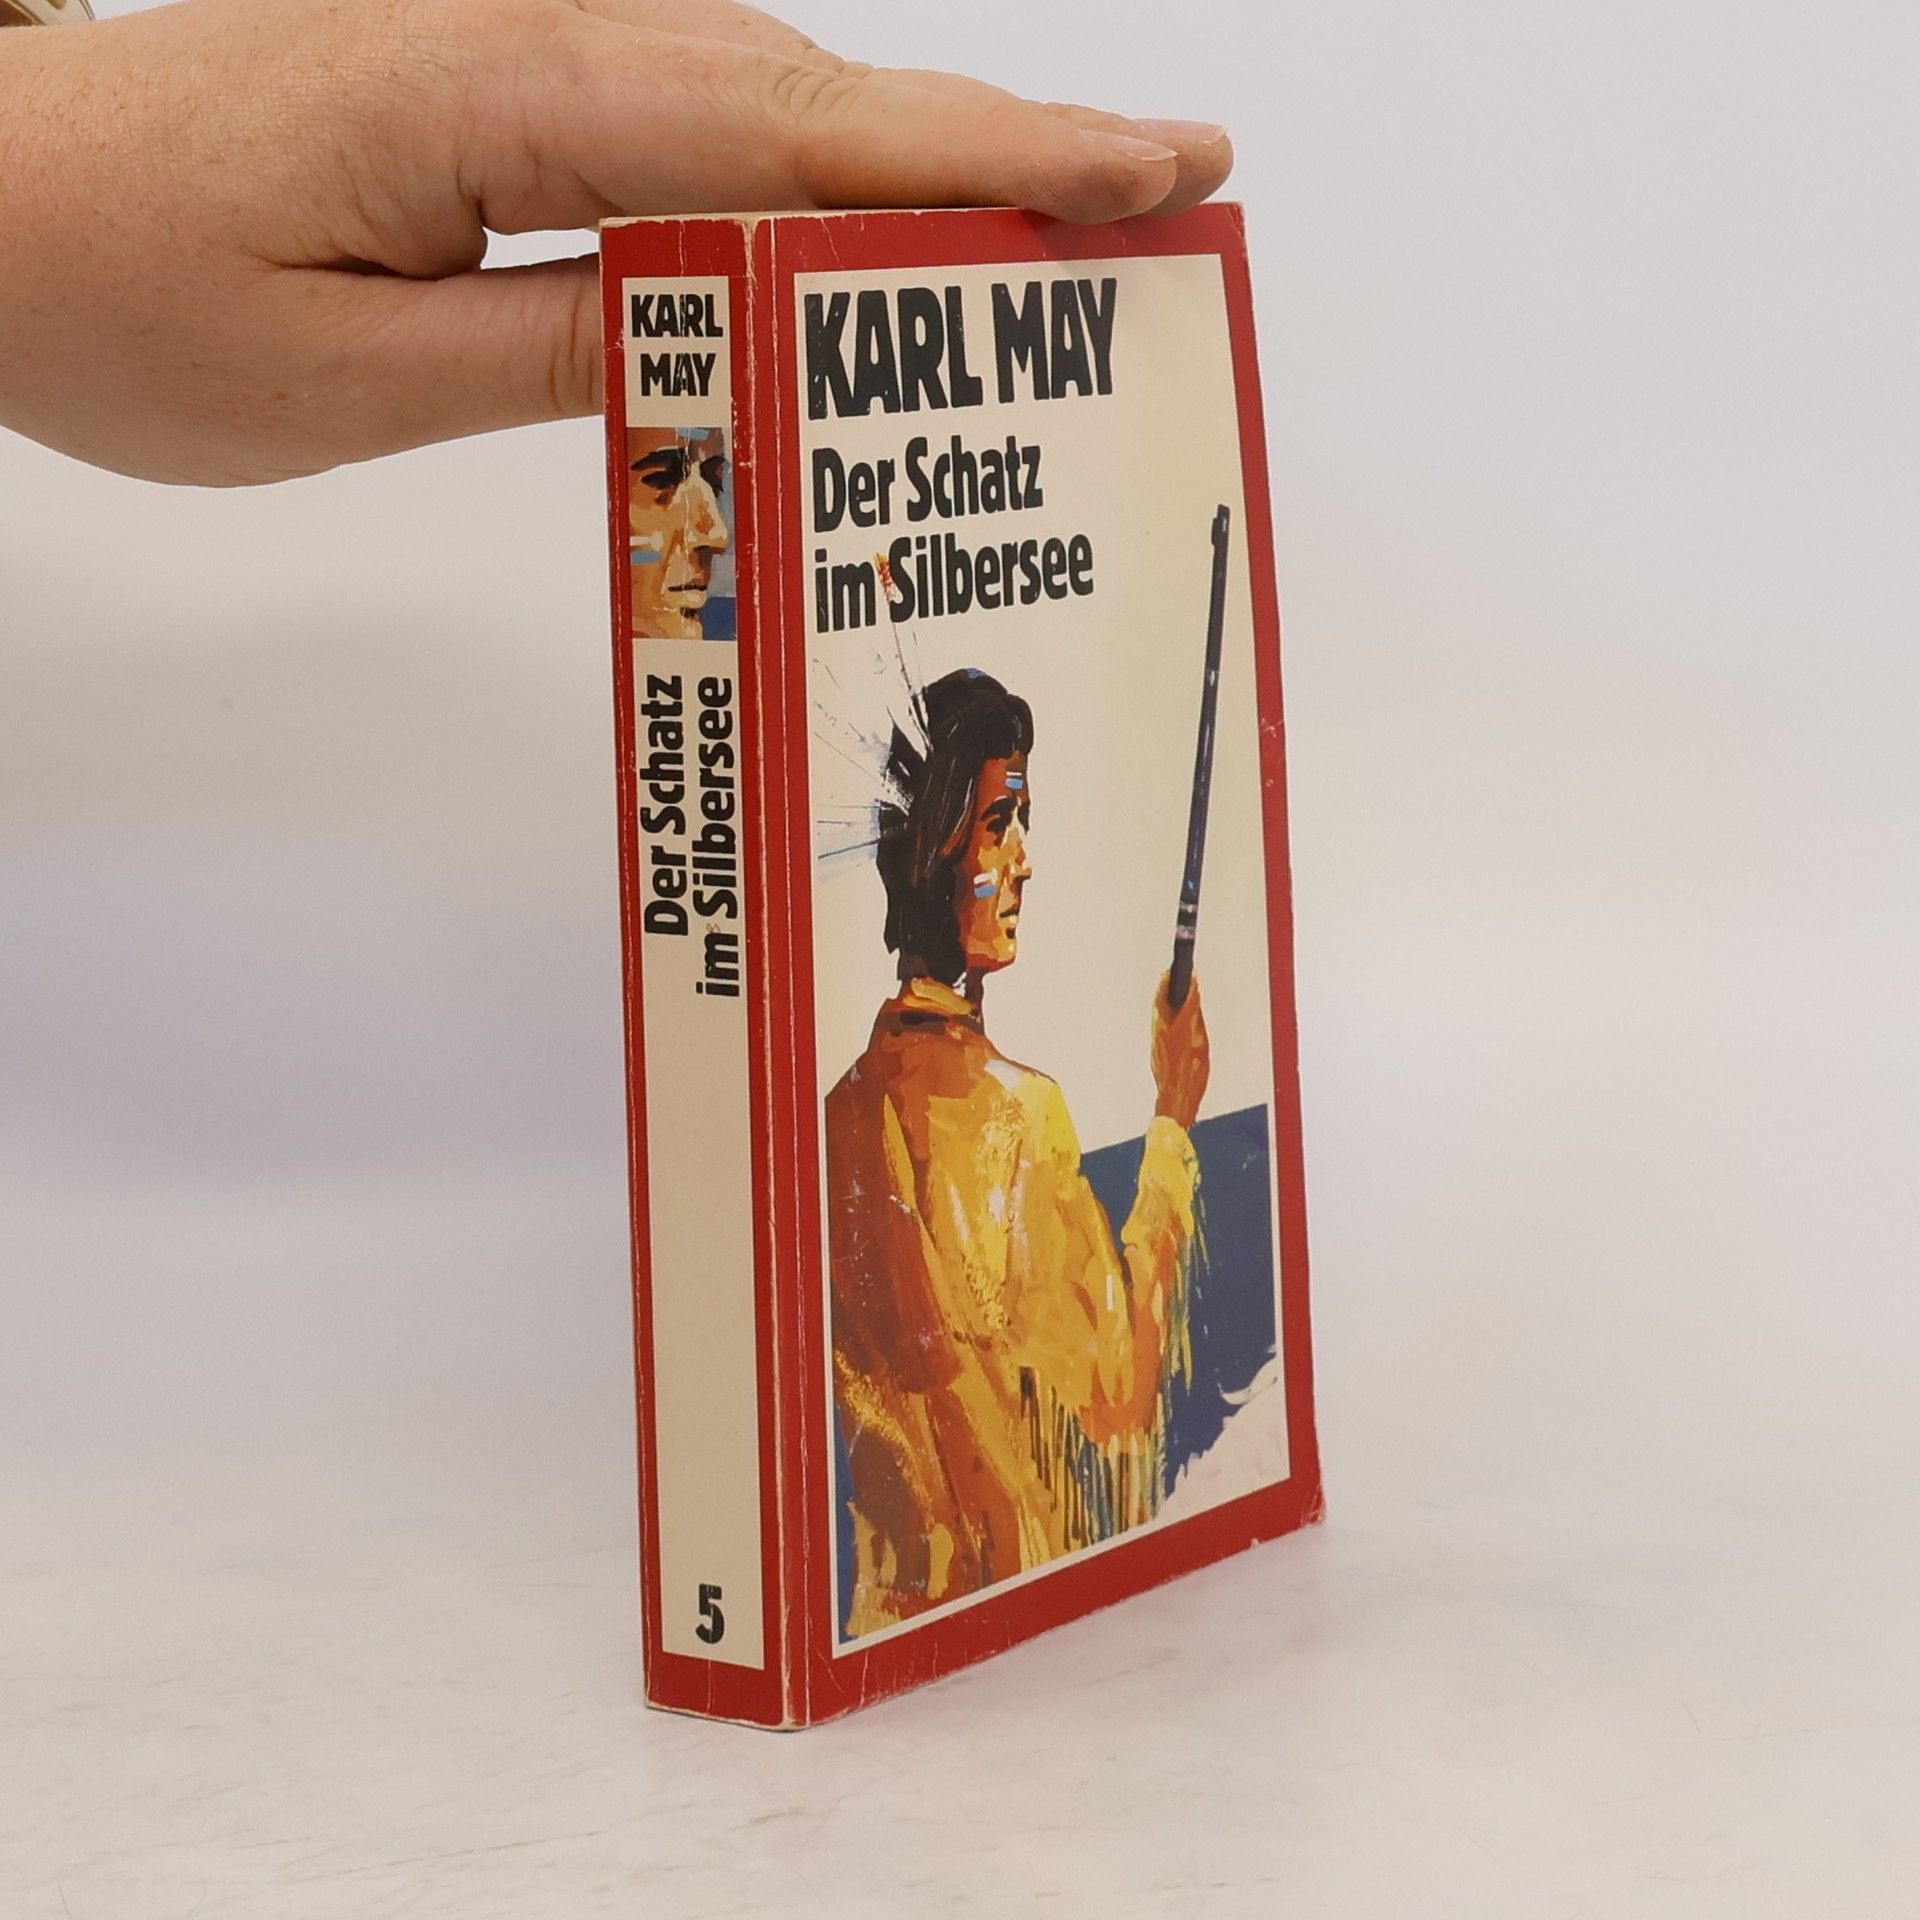 KARL
MAY
Der Schatz
im Silbersee
5
KARL MAY
Der Schatz
im Silbersee